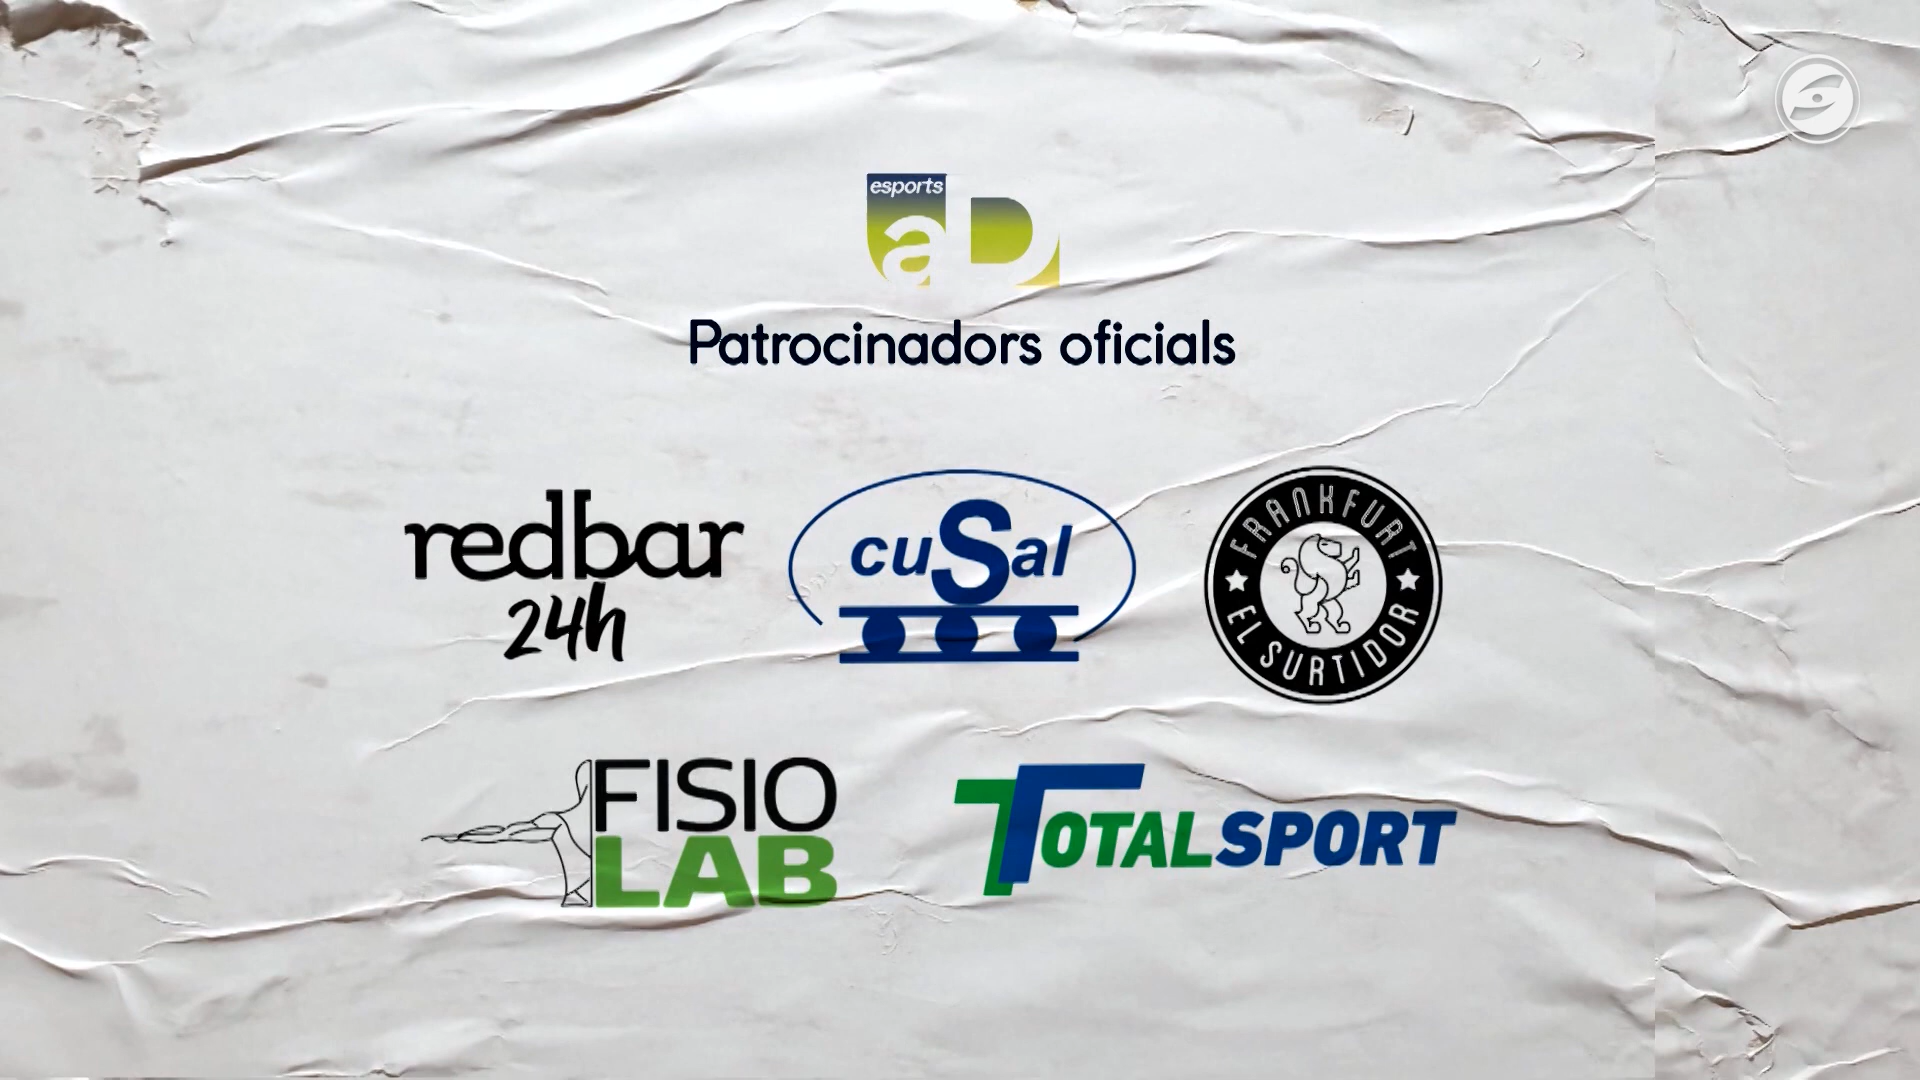 esports
aD
Patrocinadors oficials
redbar
24h
cuSal
FRANKFURT
EL SURTIDOR
FISIO
LAB
TOTALSPORT